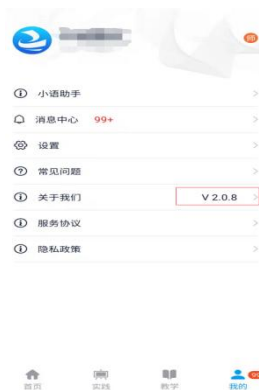 师
小语助手
消息中心 99+
设置
常见问题
关于我们 V 2.0.8
服务协议
隐私政策
首页 实践 教学 我的